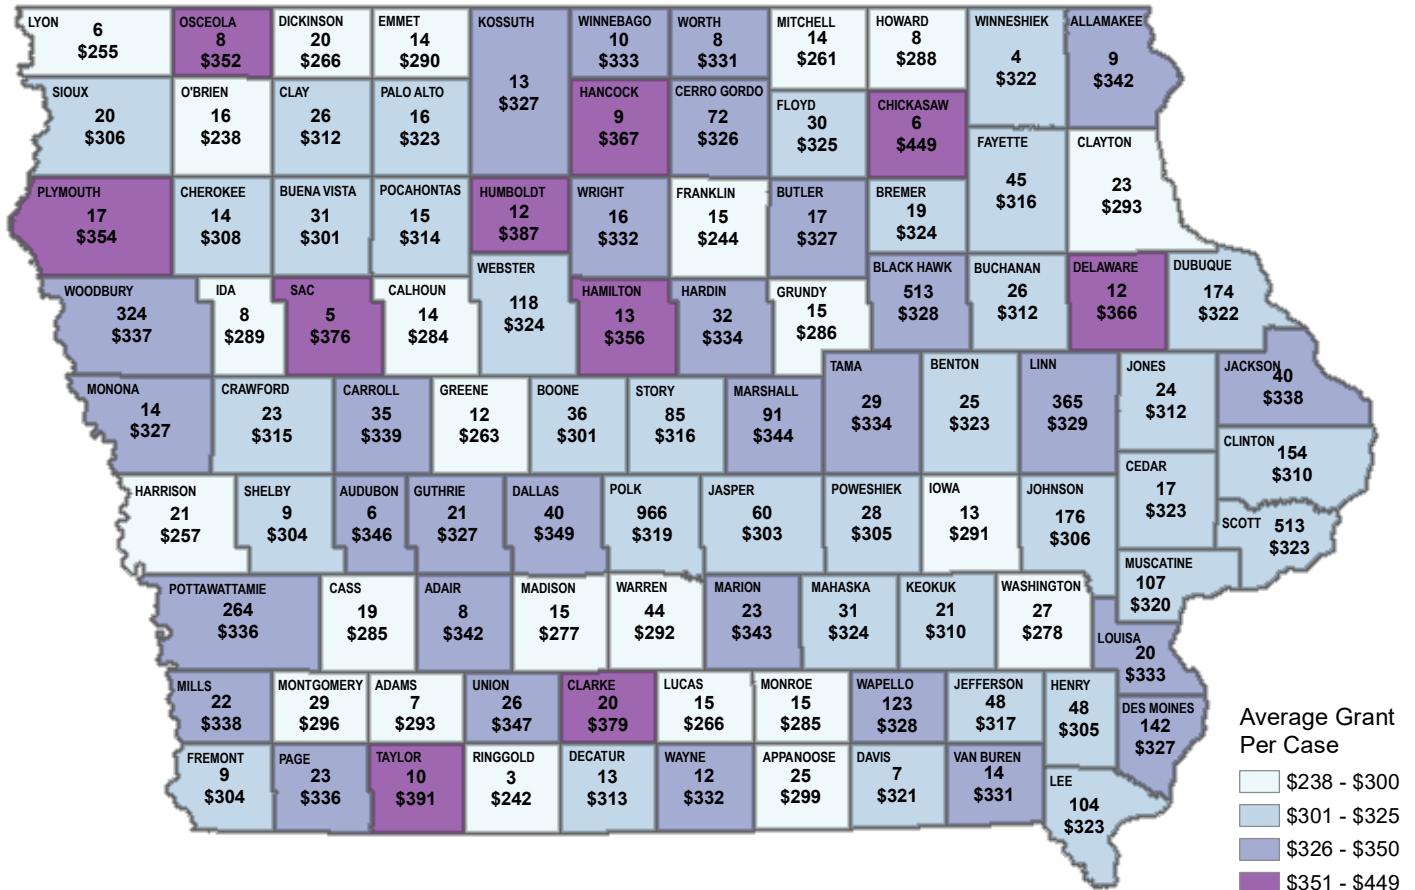 LYON
6
$255
OSCEOLA
8
$352
DICKINSON
20
$266
EMMET
14
$290
KOSSUTH
13
$327
WINNEBAGO
10
$333
WORTH
8
$331
MITCHELL
14
$261
HOWARD
8
$288
WINNESHIEK
4
$322
ALLAMAKEE
9
$342
SIOUX
20
$306
O'BRIEN
16
$238
CLAY
26
$312
PALO ALTO
16
$323
HANCOCK
9
$367
CERRO GORDO
72
$326
FLOYD
30
$325
CHICKASAW
6
$449
FAYETTE
45
$316
CLAYTON
23
$293
PLYMOUTH
17
$354
CHEROKEE
14
$308
BUENA VISTA
31
$301
POCAHONTAS
15
$314
HUMBOLDT
12
$387
WRIGHT
16
$332
FRANKLIN
15
$244
BUTLER
17
$327
BREMER
19
$324
WOODBURY
324
$337
IDA
8
$289
SAC
5
$376
CALHOUN
14
$284
WEBSTER
118
$324
HAMILTON
13
$356
HARDIN
32
$334
GRUNDY
15
$286
BLACK HAWK
513
$328
BUCHANAN
26
$312
DELAWARE
12
$366
DUBUQUE
174
$322
MONONA
14
$327
CRAWFORD
23
$315
CARROLL
35
$339
GREENE
12
$263
BOONE
36
$301
STORY
85
$316
MARSHALL
91
$344
TAMA
29
$334
BENTON
25
$323
LINN
365
$329
JONES
24
$312
JACKSON
40
$338
CLINTON
154
$310
CEDAR
17
$323
HARRISON
21
$257
SHELBY
9
$304
AUDUBON
6
$346
GUTHRIE
21
$327
DALLAS
40
$349
POLK
966
$319
JASPER
60
$303
POWESHIEK
28
$305
IOWA
13
$291
JOHNSON
176
$306
SCOTT
513
$323
MUSCATINE
107
$320
POTTAWATTAMIE
264
$336
CASS
19
$285
ADAIR
8
$342
MADISON
15
$277
WARREN
44
$292
MARION
23
$343
MAHASKA
31
$324
KEOKUK
21
$310
WASHINGTON
27
$278
LOUISA
20
$333
MILLS
22
$338
MONTGOMERY
29
$296
ADAMS
7
$293
UNION
26
$347
CLARKE
20
$379
LUCAS
15
$266
MONROE
15
$285
WAPELLO
123
$328
JEFFERSON
48
$317
HENRY
48
$305
DES MOINES
142
$327
FREMONT
9
$304
PAGE
23
$336
TAYLOR
10
$391
RINGGOLD
3
$242
DECATUR
13
$313
WAYNE
12
$332
APPANOOSE
25
$299
DAVIS
7
$321
VAN BUREN
14
$331
LEE
104
$323
Average Grant
Per Case
$238 - $300
$301 - $325
$326 - $350
$351 - $449